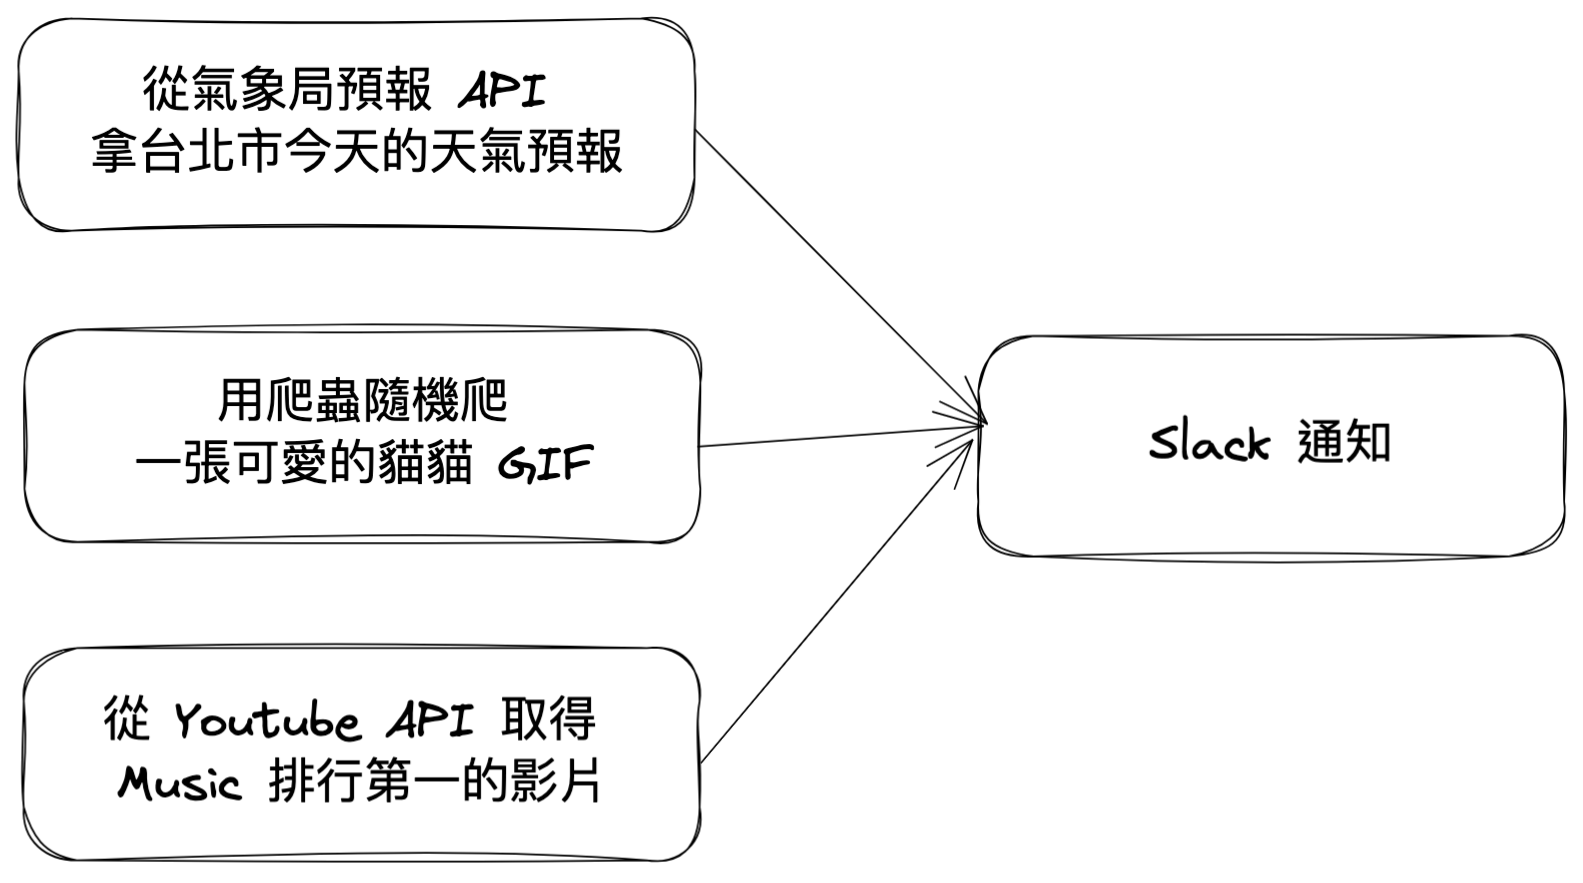 從氣象局預報 API
拿台北市今天的天氣預報
用爬蟲隨機爬
一張可愛的貓貓 GIF
Slack 通知
從 Youtube API 取得
Music 排行第一的影片